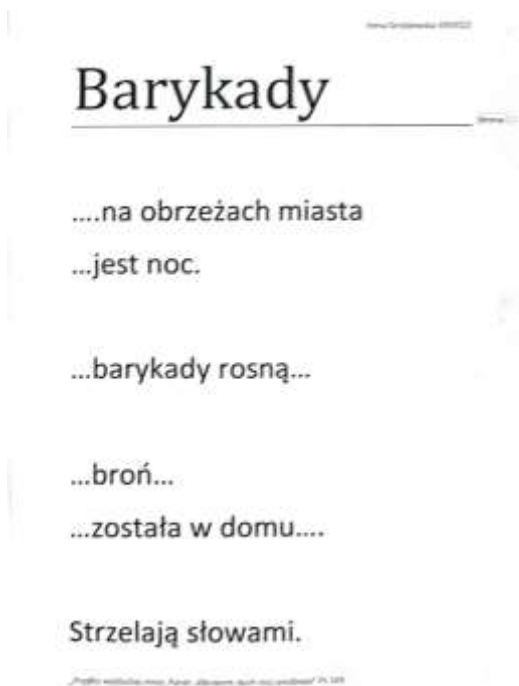 Barykady
....na obrzeżach miasta
...jest noc.
...barykady rosną...
...broń...
...została w domu....
Strzelają słowami.